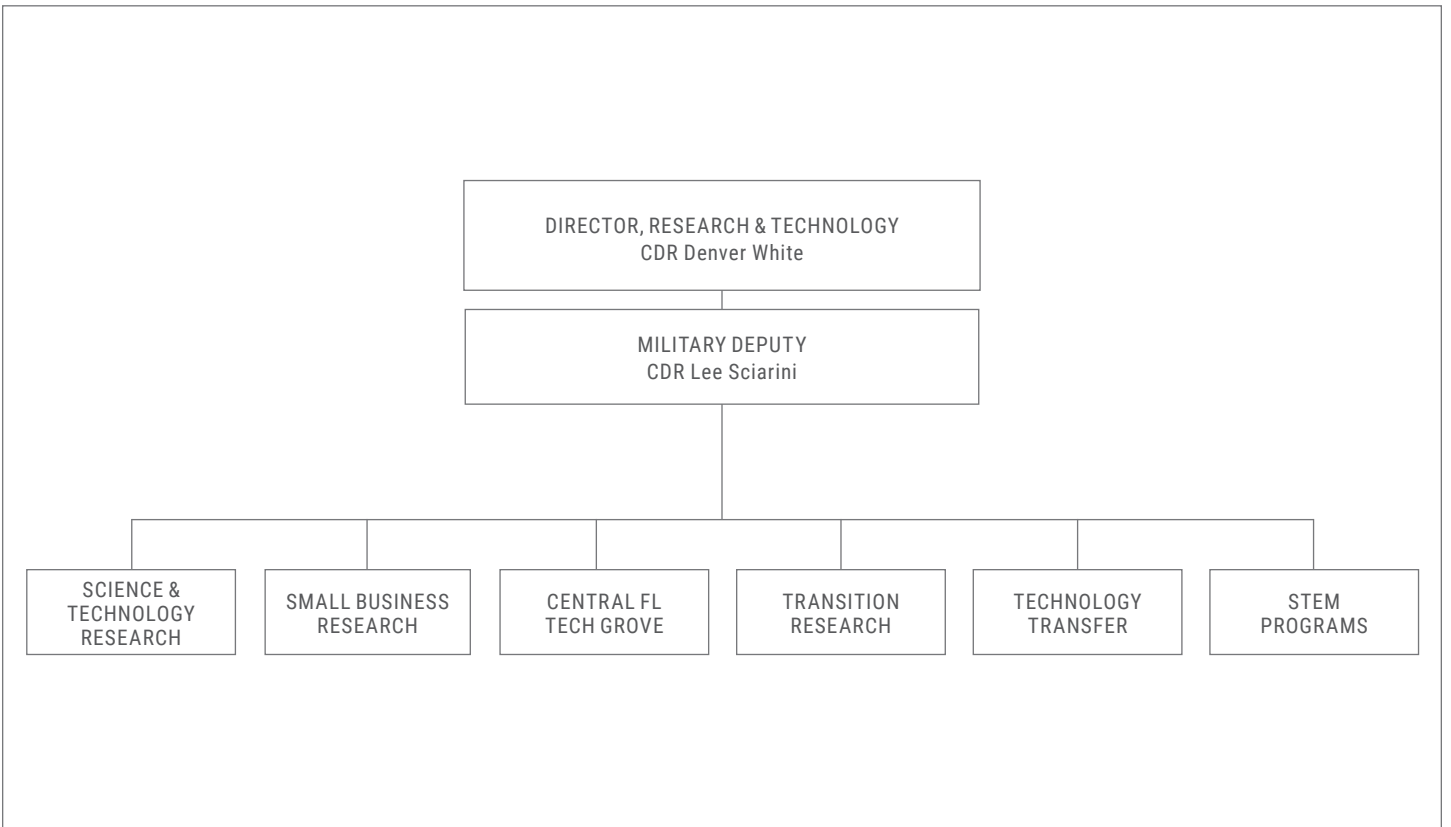 DIRECTOR, RESEARCH & TECHNOLOGY
CDR Denver White
MILITARY DEPUTY
CDR Lee Sciarini
SCIENCE &
TECHNOLOGY
RESEARCH
SMALL BUSINESS
RESEARCH
CENTRAL FL
TECH GROVE
TRANSITION
RESEARCH
TECHNOLOGY
TRANSFER
STEM
PROGRAMS